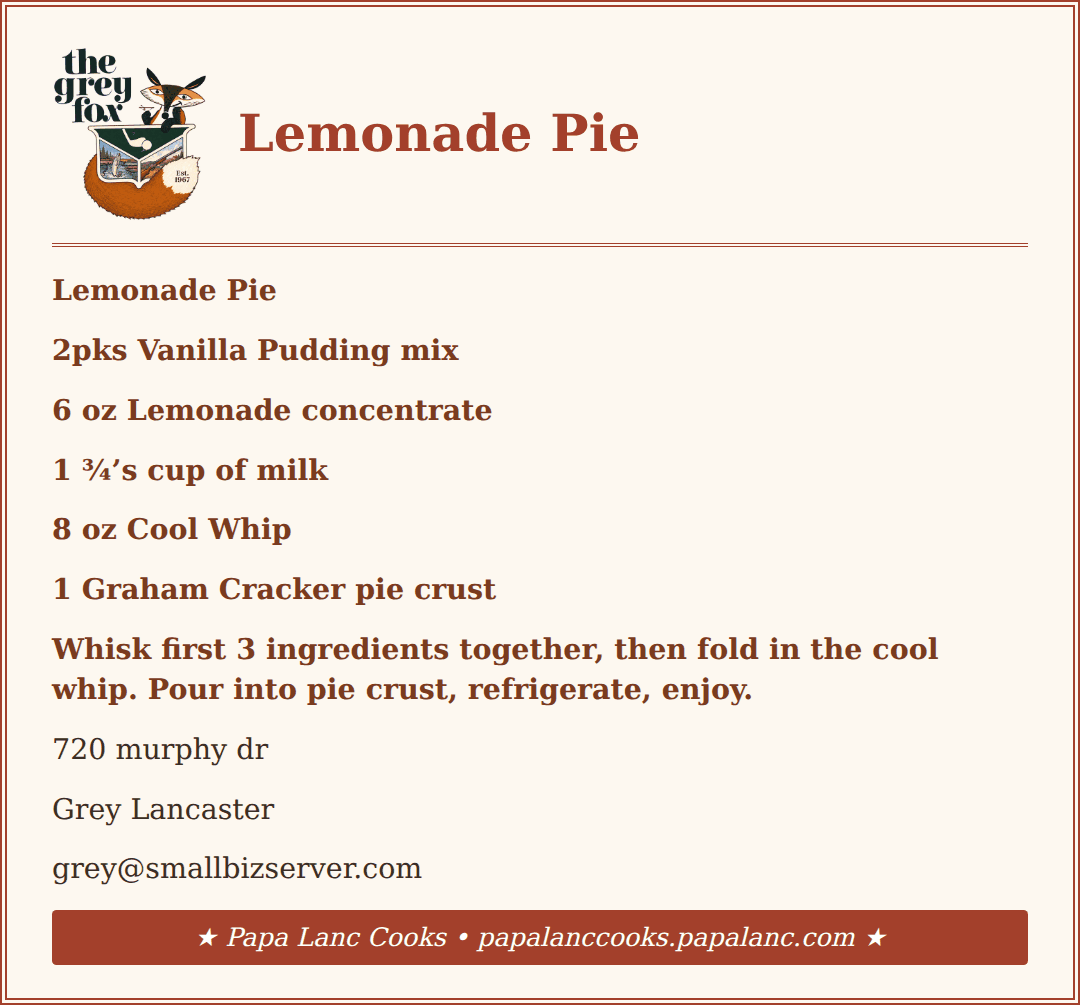 the
grey
fox
Est.
1967
Lemonade Pie
Lemonade Pie
2pks Vanilla Pudding mix
6 oz Lemonade concentrate
1 ¾’s cup of milk
8 oz Cool Whip
1 Graham Cracker pie crust
Whisk first 3 ingredients together, then fold in the cool
whip. Pour into pie crust, refrigerate, enjoy.
720 murphy dr
Grey Lancaster
grey@smallbizserver.com
★ Papa Lanc Cooks • papalanccooks.papalanc.com ★